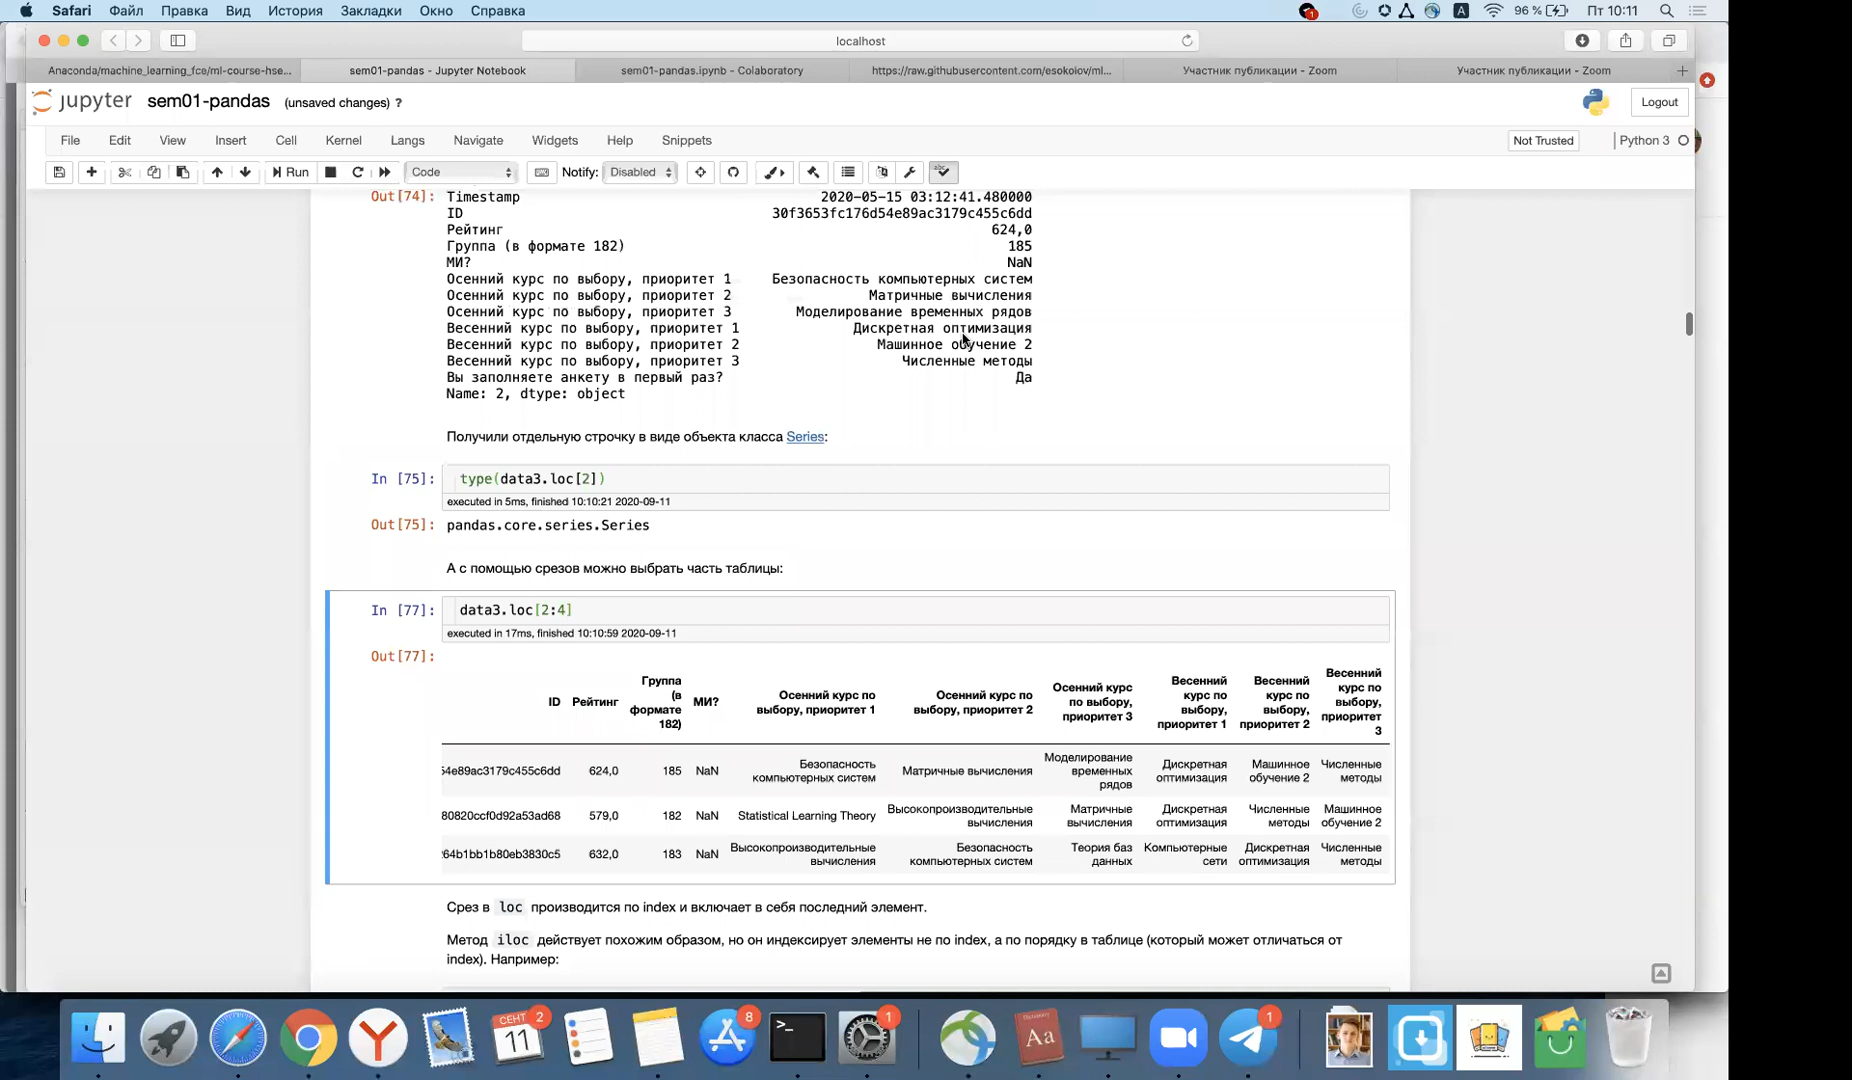 Safari Файл Правка Вид История Закладки Окно Справка 1 A 96 % Пт 10:11
localhost
Anaconda/machine_learning_fce/ml-course-hse... sem01-pandas - Jupyter Notebook sem01-pandas.ipynb - Colaboratory https://raw.githubusercontent.com/esokolov/ml... Участник публикации - Zoom Участник публикации - Zoom
jupyter sem01-pandas (unsaved changes) ? Logout
File Edit View Insert Cell Kernel Langs Navigate Widgets Help Snippets Not Trusted Python 3
Run Code Notify: Disabled
Out[74]: Timestamp 2020-05-15 03:12:41.480000
ID 30f3653fc176d54e89ac3179c455c6dd
Рейтинг 624,0
Группа (в формате 182) 185
МИ? NaN
Осенний курс по выбору, приоритет 1 Безопасность компьютерных систем
Осенний курс по выбору, приоритет 2 Матричные вычисления
Осенний курс по выбору, приоритет 3 Моделирование временных рядов
Весенний курс по выбору, приоритет 1 Дискретная оптимизация
Весенний курс по выбору, приоритет 2 Машинное обучение 2
Весенний курс по выбору, приоритет 3 Численные методы
Вы заполняете анкету в первый раз? Да
Name: 2, dtype: object
Получили отдельную строчку в виде объекта класса Series:
In [75]: type(data3.loc[2])
executed in 5ms, finished 10:10:21 2020-09-11
Out[75]: pandas.core.series.Series
А с помощью срезов можно выбрать часть таблицы:
In [77]: data3.loc[2:4]
executed in 17ms, finished 10:10:59 2020-09-11
Out[77]:
ID Рейтинг Группа (в формате 182) МИ? Осенний курс по выбору, приоритет 1 Осенний курс по выбору, приоритет 2 Осенний курс по выбору, приоритет 3 Весенний курс по выбору, приоритет 1 Весенний курс по выбору, приоритет 2 Весенний курс по выбору, приоритет 3
54e89ac3179c455c6dd 624,0 185 NaN Безопасность компьютерных систем Матричные вычисления Моделирование временных рядов Дискретная оптимизация Машинное обучение 2 Численные методы
80820ccf0d92a53ad68 579,0 182 NaN Statistical Learning Theory Высокопроизводительные вычисления Матричные вычисления Дискретная оптимизация Численные методы Машинное обучение 2
64b1bb1b80eb3830c5 632,0 183 NaN Высокопроизводительные вычисления Безопасность компьютерных систем Теория баз данных Компьютерные сети Дискретная оптимизация Численные методы
Срез в loc производится по index и включает в себя последний элемент.
Метод iloc действует похожим образом, но он индексирует элементы не по index, а по порядку в таблице (который может отличаться от
index). Например:
СЕНТ 2 11 8 1 Aa 1